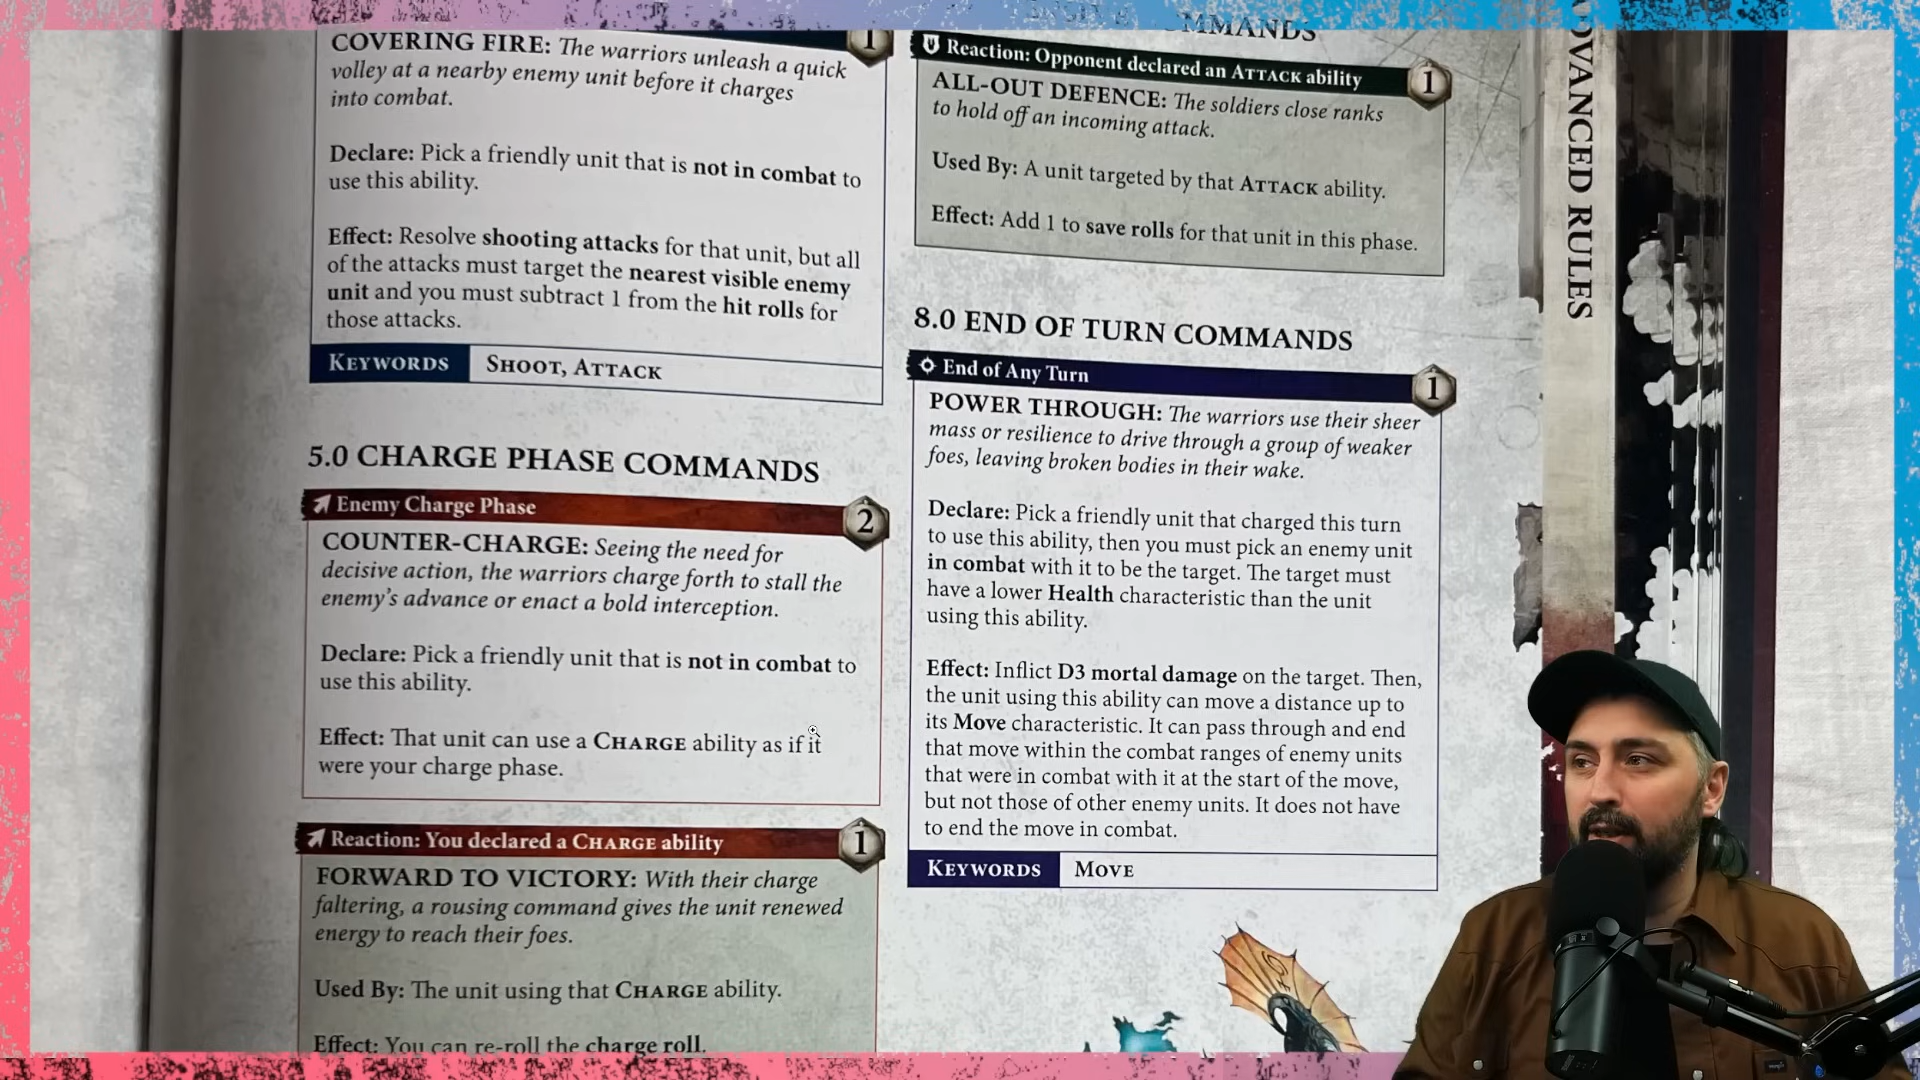 1
COVERING FIRE: The warriors unleash a quick
volley at a nearby enemy unit before it charges
into combat.
Declare: Pick a friendly unit that is not in combat to
use this ability.
Effect: Resolve shooting attacks for that unit, but all
of the attacks must target the nearest visible enemy
unit and you must subtract 1 from the hit rolls for
those attacks.
KEYWORDS SHOOT, ATTACK
5.0 CHARGE PHASE COMMANDS
Enemy Charge Phase 2
COUNTER-CHARGE: Seeing the need for
decisive action, the warriors charge forth to stall the
enemy's advance or enact a bold interception.
Declare: Pick a friendly unit that is not in combat to
use this ability.
Effect: That unit can use a CHARGE ability as if it
were your charge phase.
Reaction: You declared a CHARGE ability 1
FORWARD TO VICTORY: With their charge
faltering, a rousing command gives the unit renewed
energy to reach their foes.
Used By: The unit using that CHARGE ability.
Effect: You can re-roll the charge roll.
Reaction: Opponent declared an ATTACK ability 1
ALL-OUT DEFENCE: The soldiers close ranks
to hold off an incoming attack.
Used By: A unit targeted by that ATTACK ability.
Effect: Add 1 to save rolls for that unit in this phase.
8.0 END OF TURN COMMANDS
End of Any Turn 1
POWER THROUGH: The warriors use their sheer
mass or resilience to drive through a group of weaker
foes, leaving broken bodies in their wake.
Declare: Pick a friendly unit that charged this turn
to use this ability, then you must pick an enemy unit
in combat with it to be the target. The target must
have a lower Health characteristic than the unit
using this ability.
Effect: Inflict D3 mortal damage on the target. Then,
the unit using this ability can move a distance up to
its Move characteristic. It can pass through and end
that move within the combat ranges of enemy units
that were in combat with it at the start of the move,
but not those of other enemy units. It does not have
to end the move in combat.
KEYWORDS MOVE
ADVANCED RULES